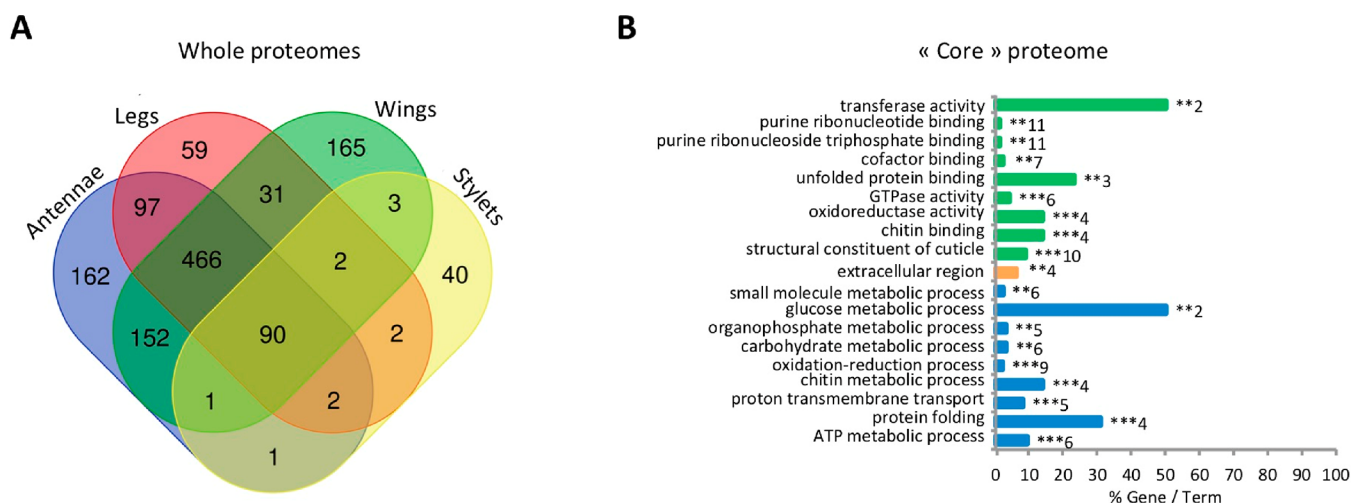 A
Whole proteomes
Legs
Wings
Antennae
Stylets
59
165
97
31
3
162
466
2
40
152
90
2
1
2
1
B
« Core » proteome
transferase activity **2
purine ribonucleotide binding **11
purine ribonucleoside triphosphate binding **11
cofactor binding **7
unfolded protein binding **3
GTPase activity ***6
oxidoreductase activity ***4
chitin binding ***4
structural constituent of cuticle ***10
extracellular region **4
small molecule metabolic process **6
glucose metabolic process **2
organophosphate metabolic process **5
carbohydrate metabolic process **6
oxidation-reduction process ***9
chitin metabolic process ***4
proton transmembrane transport ***5
protein folding ***4
ATP metabolic process ***6
0 10 20 30 40 50 60 70 80 90 100
% Gene / Term